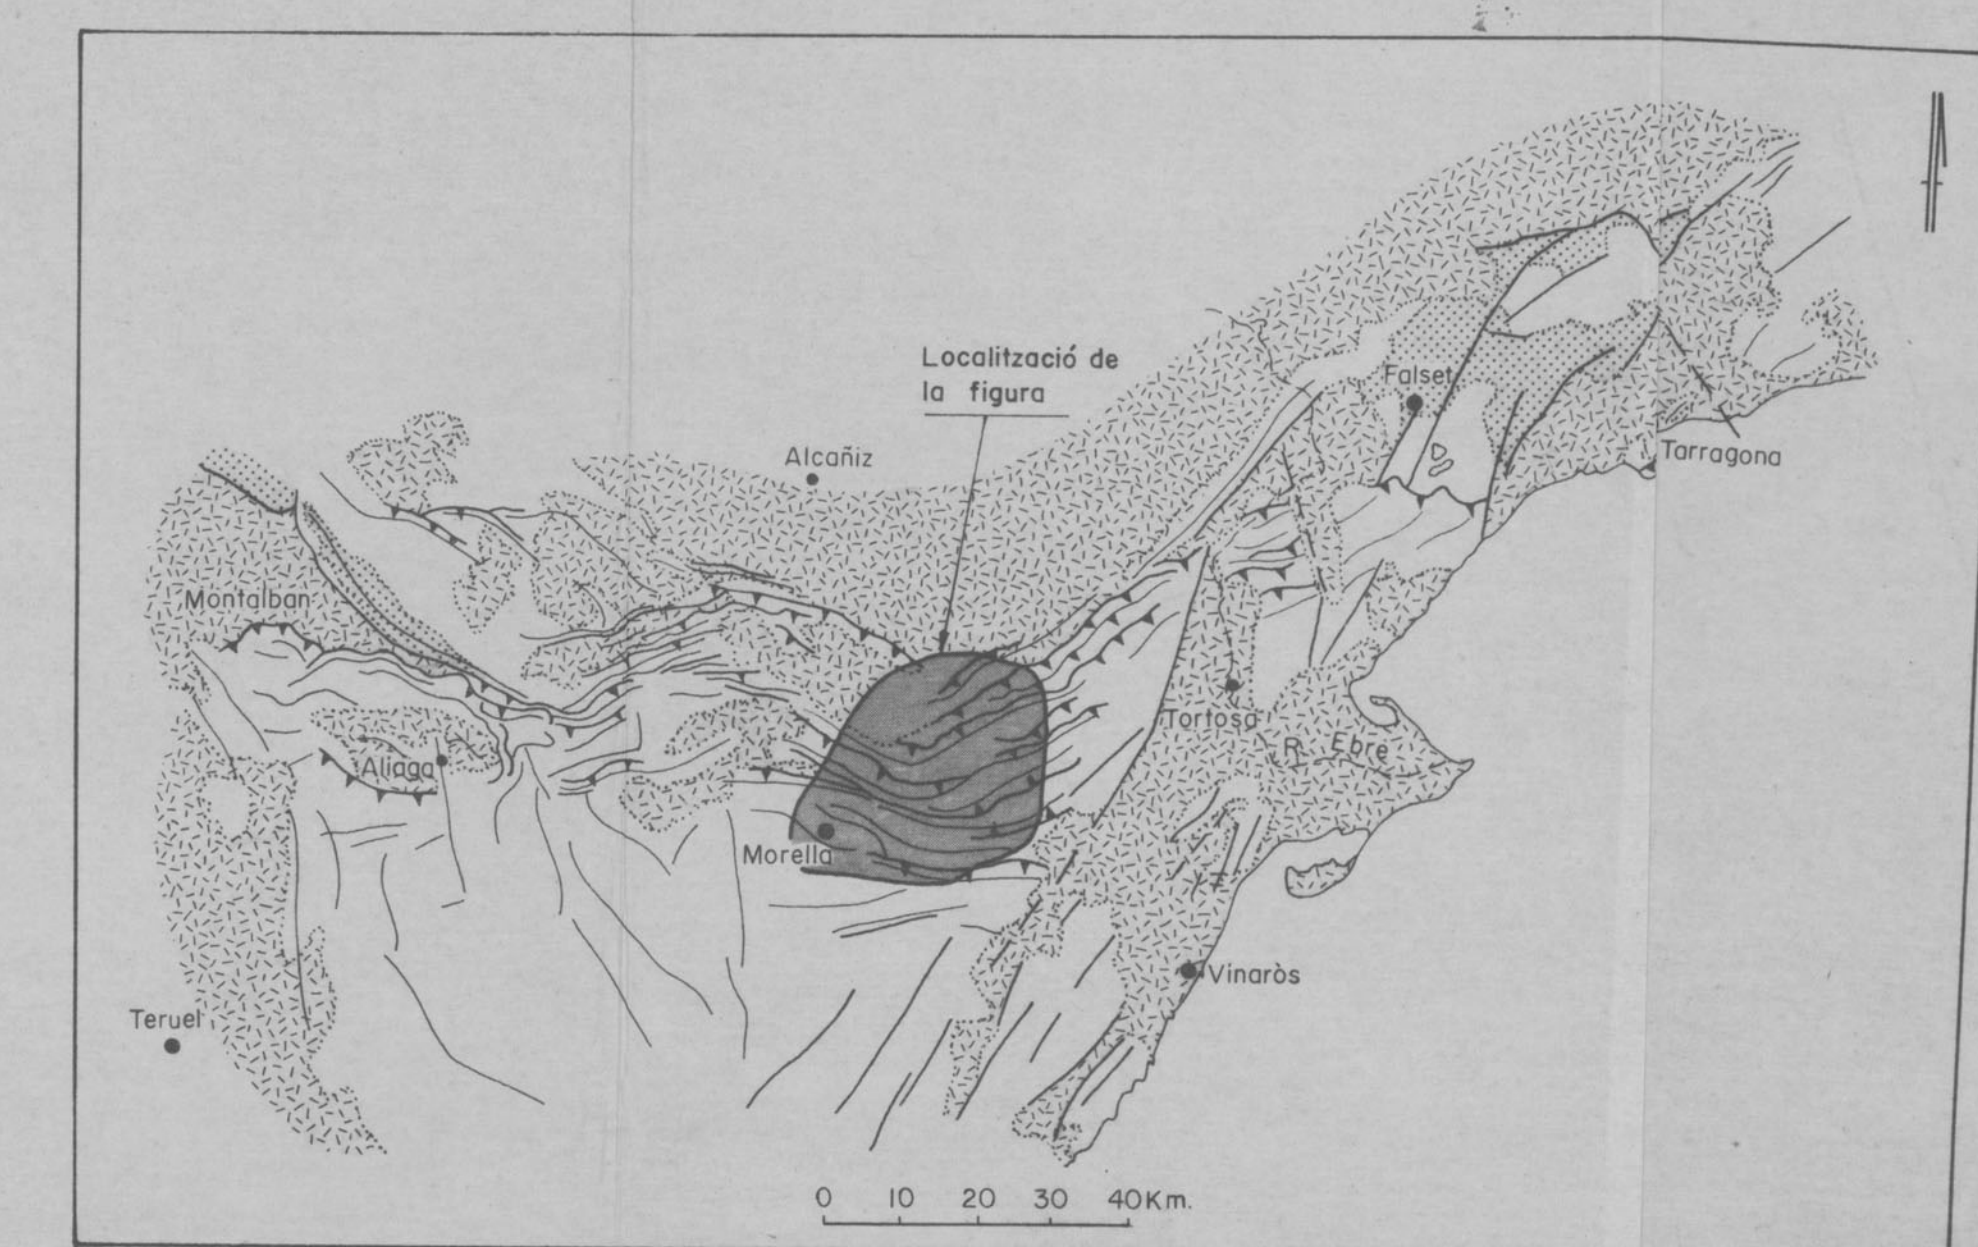 Localització de
la figura
Falset
Alcañiz
Tarragona
Montalban
Tortosa
R. Ebre
Aliaga
Morella
Vinaròs
Teruel
0 10 20 30 40Km.